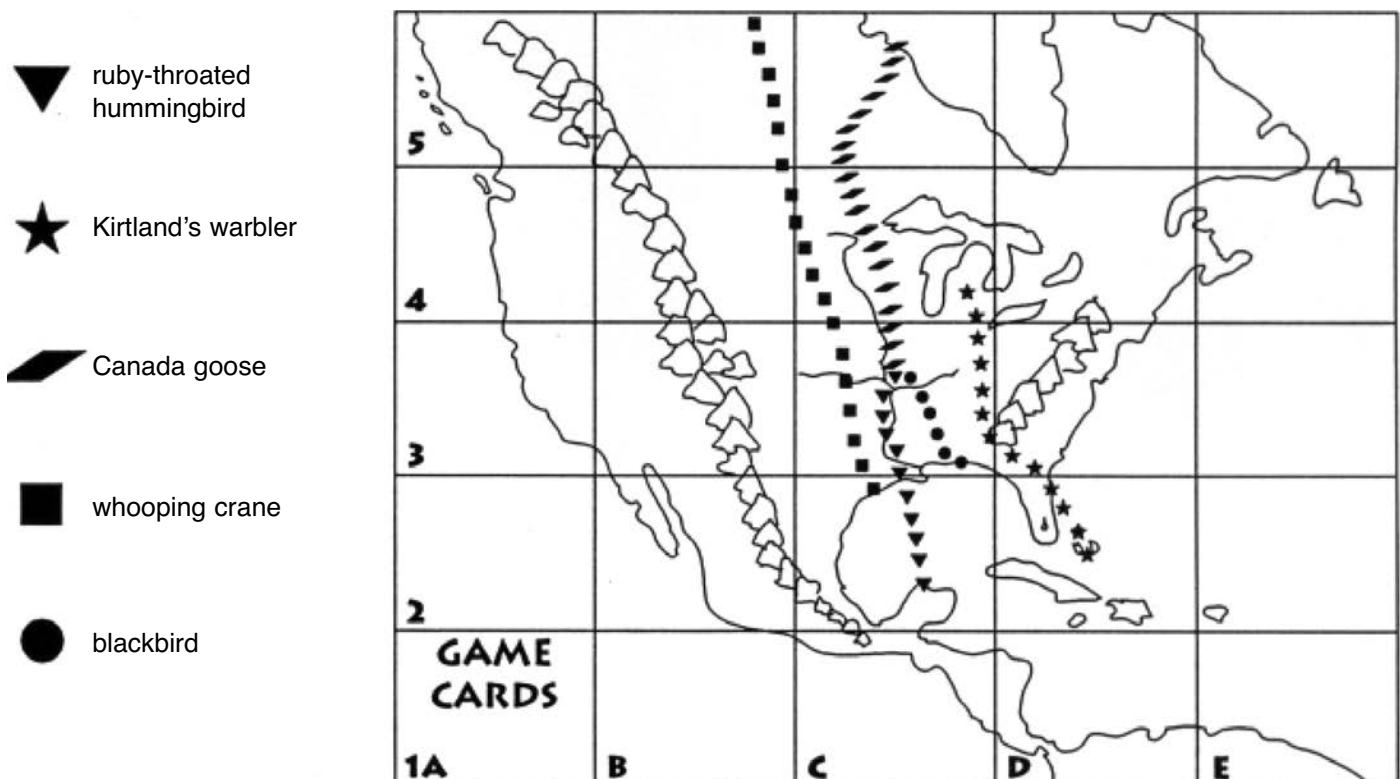 ruby-throated
hummingbird
Kirtland's warbler
Canada goose
whooping crane
blackbird
5
4
3
2
GAME
CARDS
1A B C D E